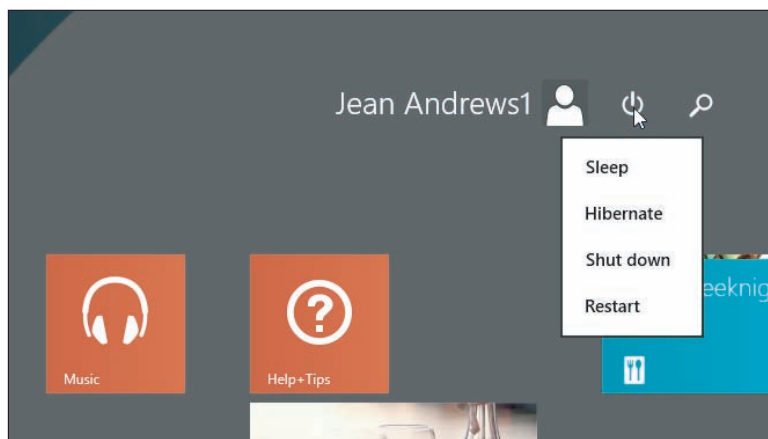 Jean Andrews1
Sleep
Hibernate
Shut down
Restart
Music
Help+Tips